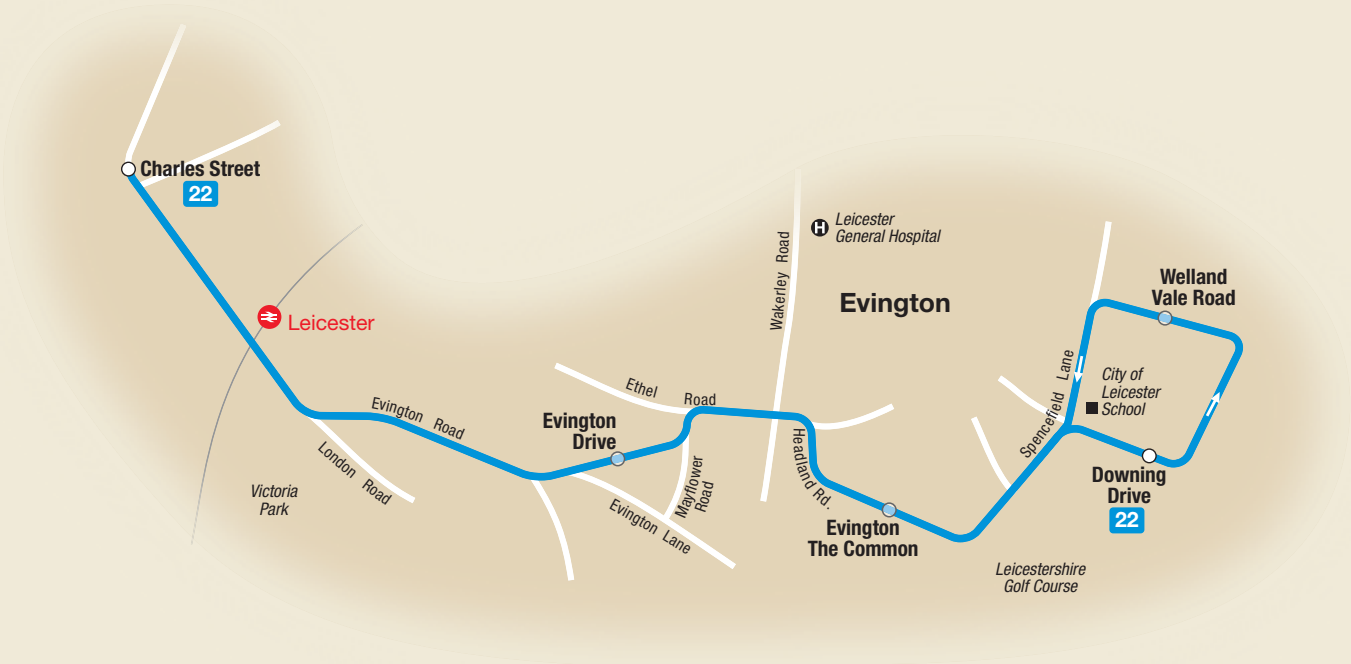 Charles Street
22
Leicester
General Hospital
Wakerley Road
Evington
Welland
Vale Road
Leicester
Ethel Road
Spencefield Lane
City of
Leicester
School
Evington Road
Evington
Drive
Headland Rd.
London Road
Mayflower
Road
Downing
Drive
22
Victoria
Park
Evington Lane
Evington
The Common
Leicestershire
Golf Course